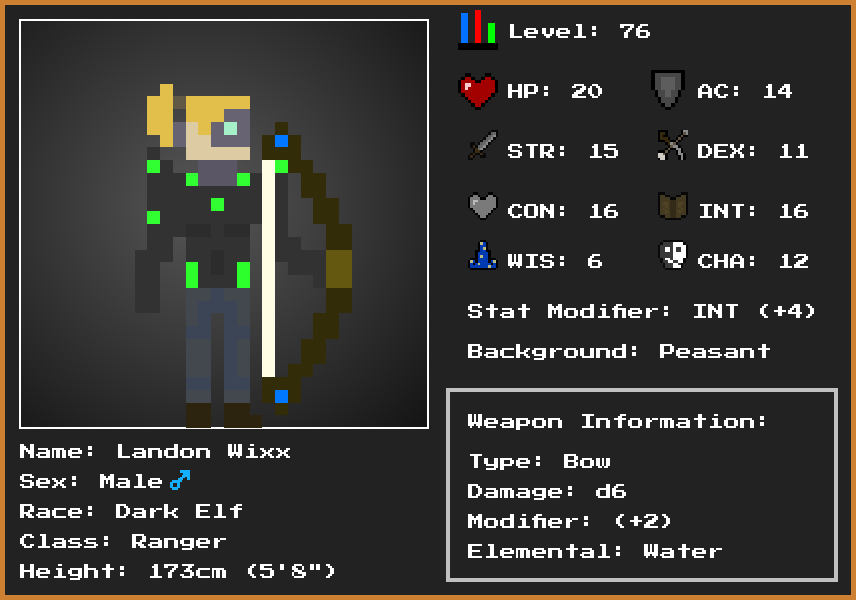 Level: 76
HP: 20
AC: 14
STR: 15
DEX: 11
CON: 16
INT: 16
WIS: 6
CHA: 12
Stat Modifier: INT (+4)
Background: Peasant
Weapon Information:
Type: Bow
Damage: d6
Modifier: (+2)
Elemental: Water
Name: Landon Wixx
Sex: Male ♂
Race: Dark Elf
Class: Ranger
Height: 173cm (5'8")